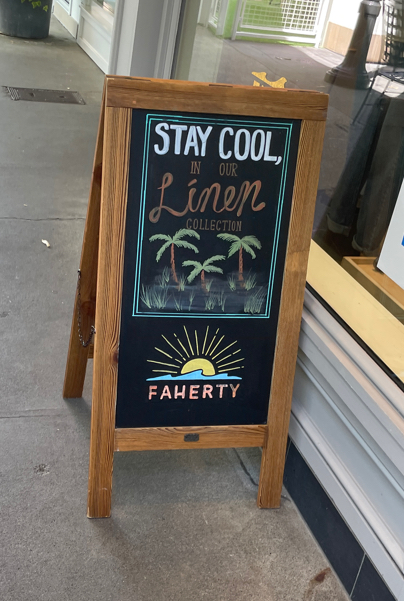 STAY COOL,
IN OUR
Linen
COLLECTION
FAHERTY